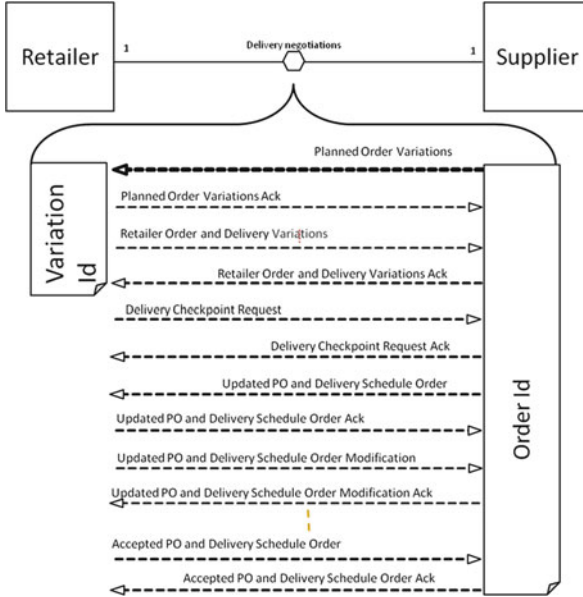 Retailer
1
Delivery negotiations
1
Supplier
Planned Order Variations
Variation
Id
Planned Order Variations Ack
Retailer Order and Delivery Variations
Retailer Order and Delivery Variations Ack
Delivery Checkpoint Request
Delivery Checkpoint Request Ack
Updated PO and Delivery Schedule Order
Updated PO and Delivery Schedule Order Ack
Updated PO and Delivery Schedule Order Modification
Updated PO and Delivery Schedule Order Modification Ack
Accepted PO and Delivery Schedule Order
Accepted PO and Delivery Schedule Order Ack
Order Id